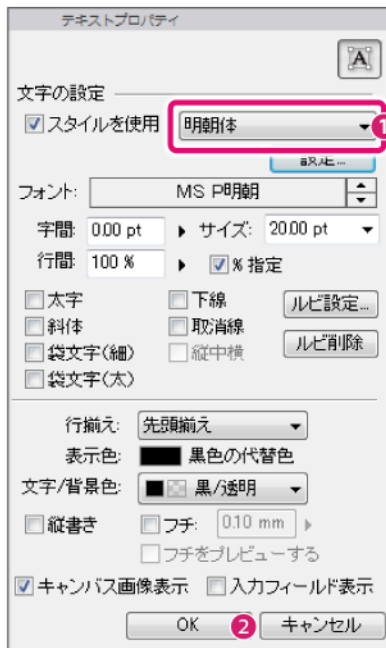 テキストプロパティ
A
文字の設定
スタイルを使用 明朝体 1
設定...
フォント: MS P明朝
字間: 0.00 pt サイズ: 20.00 pt
行間: 100 % %指定
太字 下線 ルビ設定...
斜体 取消線
袋文字(細) 縦中横 ルビ削除
袋文字(太)
行揃え: 先頭揃え
表示色: 黒色の代替色
文字/背景色: 黒/透明
縦書き フチ: 0.10 mm
フチをプレビューする
キャンバス画像表示 入力フィールド表示
OK 2 キャンセル